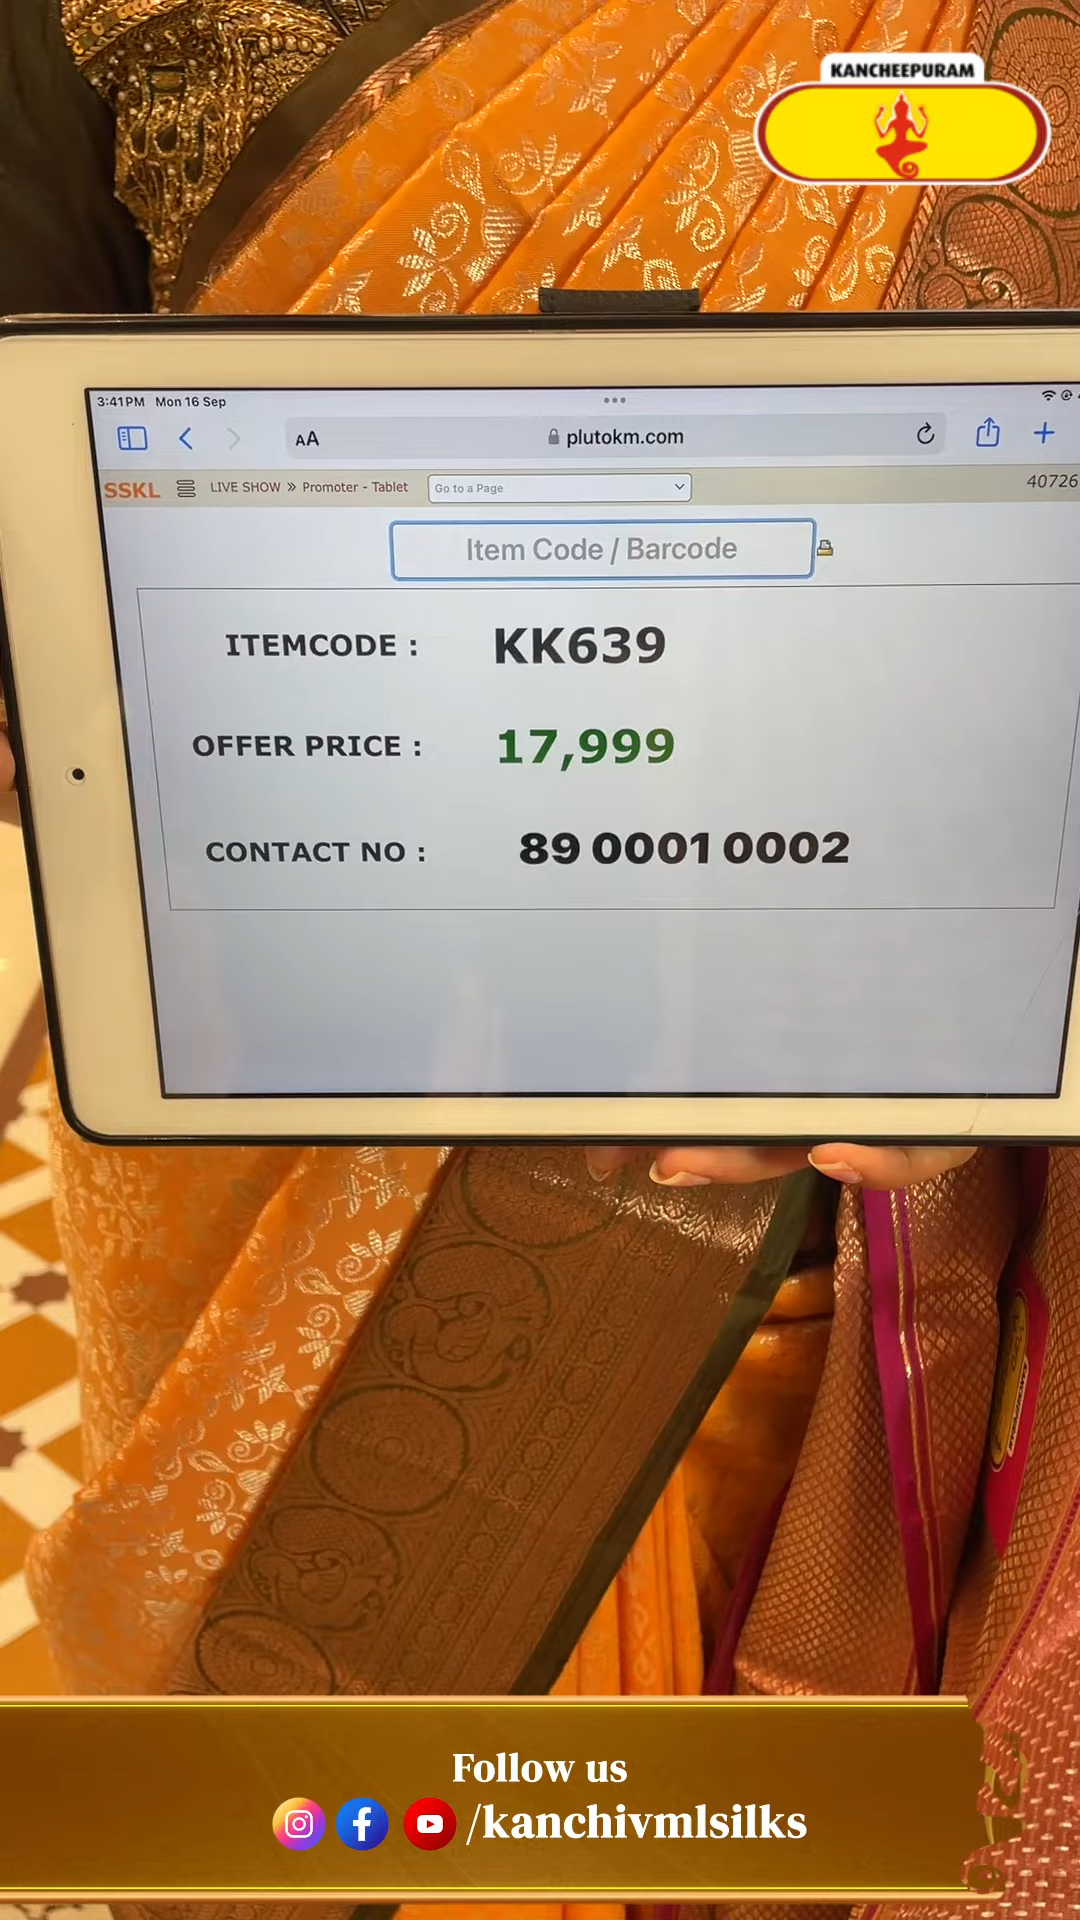 KANCHEEPURAM
3:41 PM Mon 16 Sep
AA plutokm.com
SSKL LIVE SHOW » Promoter - Tablet Go to a Page 40726
Item Code / Barcode
ITEMCODE : KK639
OFFER PRICE : 17,999
CONTACT NO : 89 0001 0002
Follow us
/kanchivmlsilks